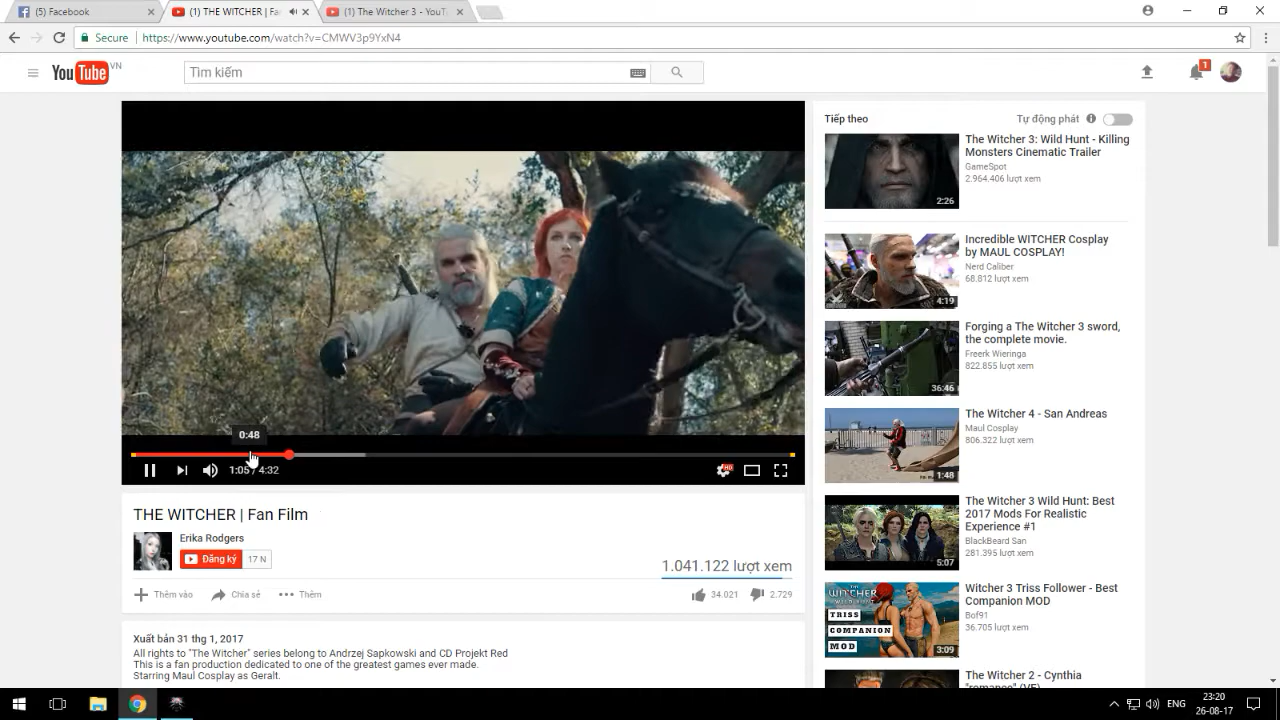 (5) Facebook
(1) THE WITCHER | Fan
(1) The Witcher 3 - YouT
Secure
https://www.youtube.com/watch?v=CMWV3p9YxN4
YouTube VN
Tìm kiếm
1
Tiếp theo
Tự động phát
The Witcher 3: Wild Hunt - Killing
Monsters Cinematic Trailer
GameSpot
2.964.406 lượt xem
2:26
Incredible WITCHER Cosplay
by MAUL COSPLAY!
Nerd Caliber
68.812 lượt xem
4:19
Forging a The Witcher 3 sword,
the complete movie.
Freerk Wieringa
822.855 lượt xem
36:46
The Witcher 4 - San Andreas
Maul Cosplay
806.322 lượt xem
1:48
The Witcher 3 Wild Hunt: Best
2017 Mods For Realistic
Experience #1
BlackBeard San
281.395 lượt xem
5:07
Witcher 3 Triss Follower - Best
Companion MOD
Bof91
36.705 lượt xem
THE WITCHER
TRISS
COMPANION
MOD
3:09
The Witcher 2 - Cynthia
"romance" (VF)
0:48
1:05 / 4:32
HD
THE WITCHER | Fan Film
Erika Rodgers
Đăng ký
17 N
1.041.122 lượt xem
Thêm vào
Chia sẻ
Thêm
34.021
2.729
Xuất bản 31 thg 1, 2017
All rights to "The Witcher" series belong to Andrzej Sapkowski and CD Projekt Red
This is a fan production dedicated to one of the greatest games ever made.
Starring Maul Cosplay as Geralt.
ENG
23:20
26-08-17